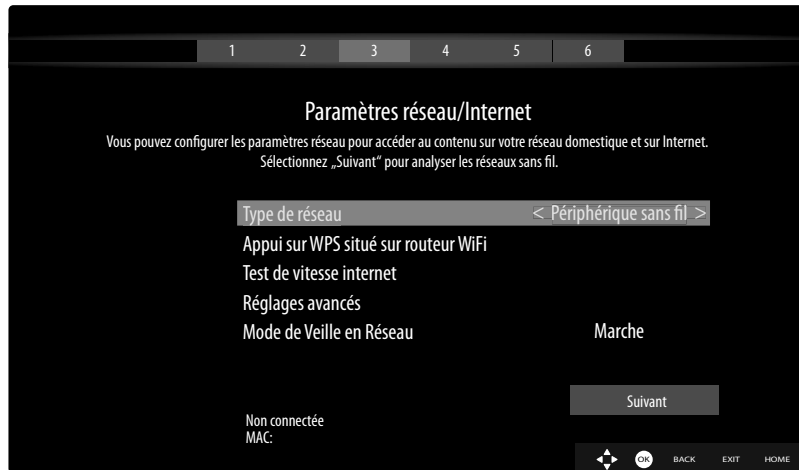 1 2 3 4 5 6
Paramètres réseau/Internet
Vous pouvez configurer les paramètres réseau pour accéder au contenu sur votre réseau domestique et sur Internet.
Sélectionnez „Suivant“ pour analyser les réseaux sans fil.
Type de réseau < Périphérique sans fil >
Appui sur WPS situé sur routeur WiFi
Test de vitesse internet
Réglages avancés
Mode de Veille en Réseau Marche
Suivant
Non connectée
MAC:
OK BACK EXIT HOME